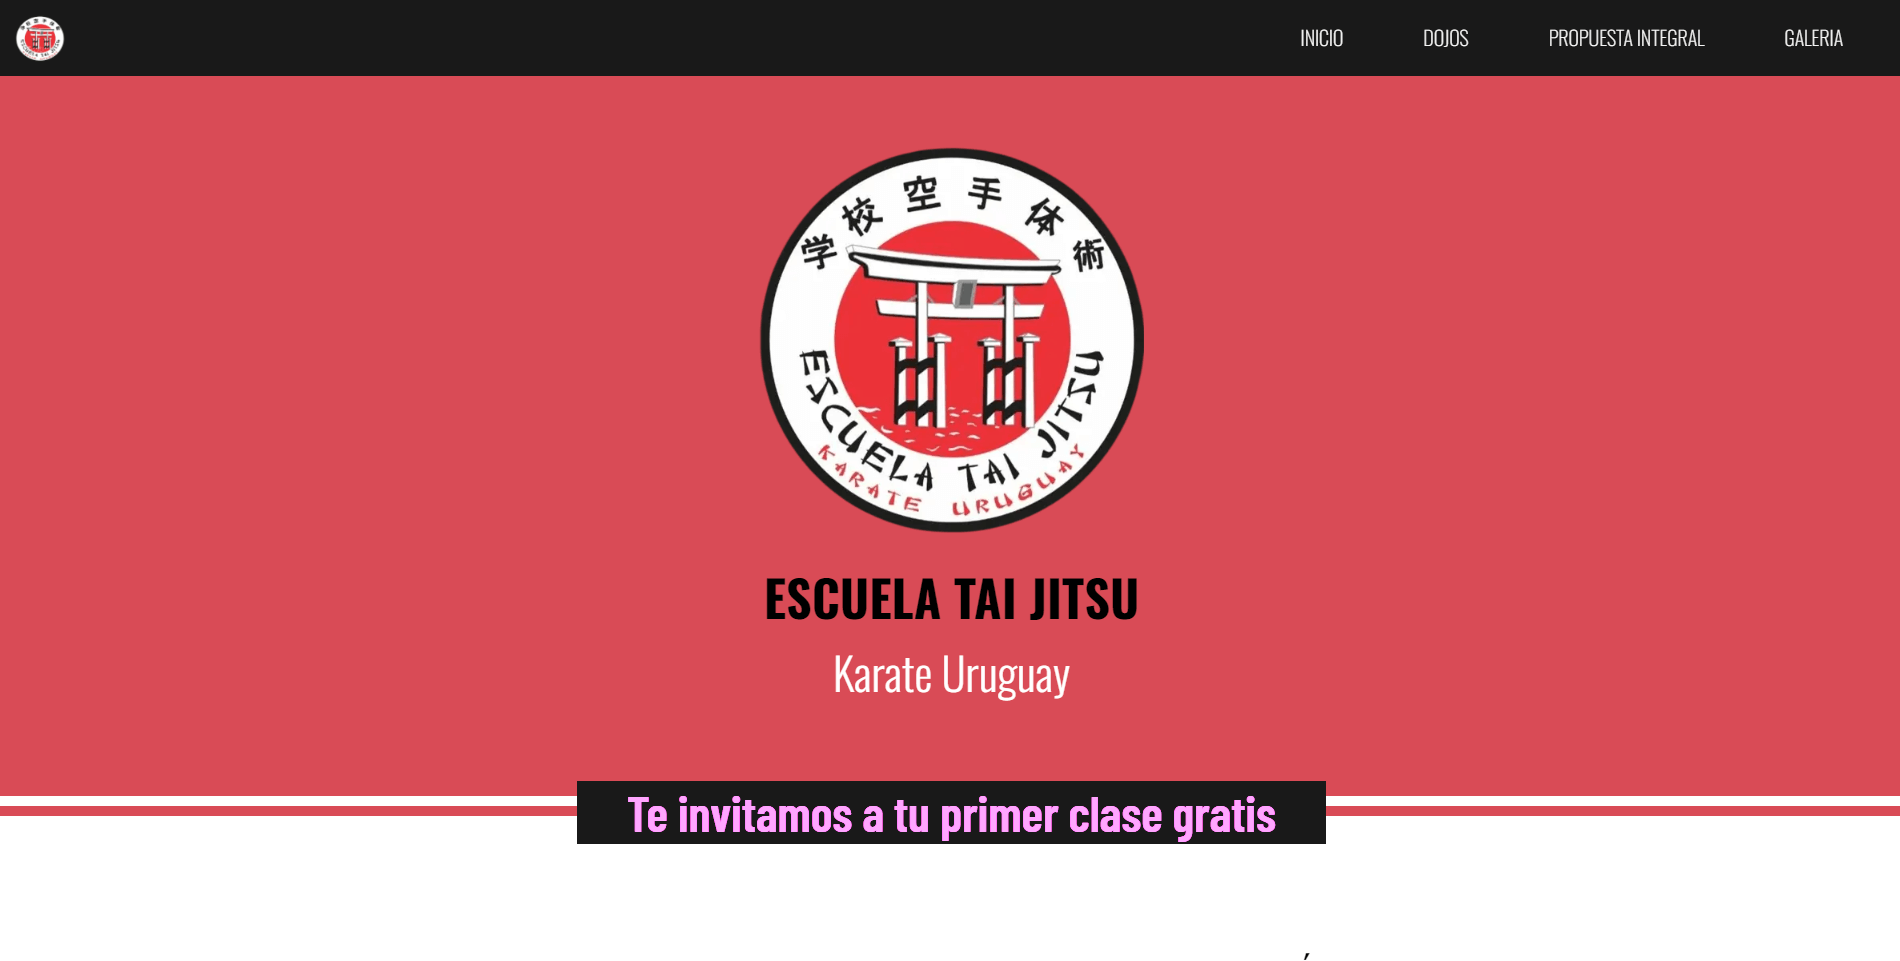 INICIO DOJOS PROPUESTA INTEGRAL GALERIA
学校空手体術
ESCUELA TAI JITSU
KARATE URUGUAY
ESCUELA TAI JITSU
Karate Uruguay
Te invitamos a tu primer clase gratis